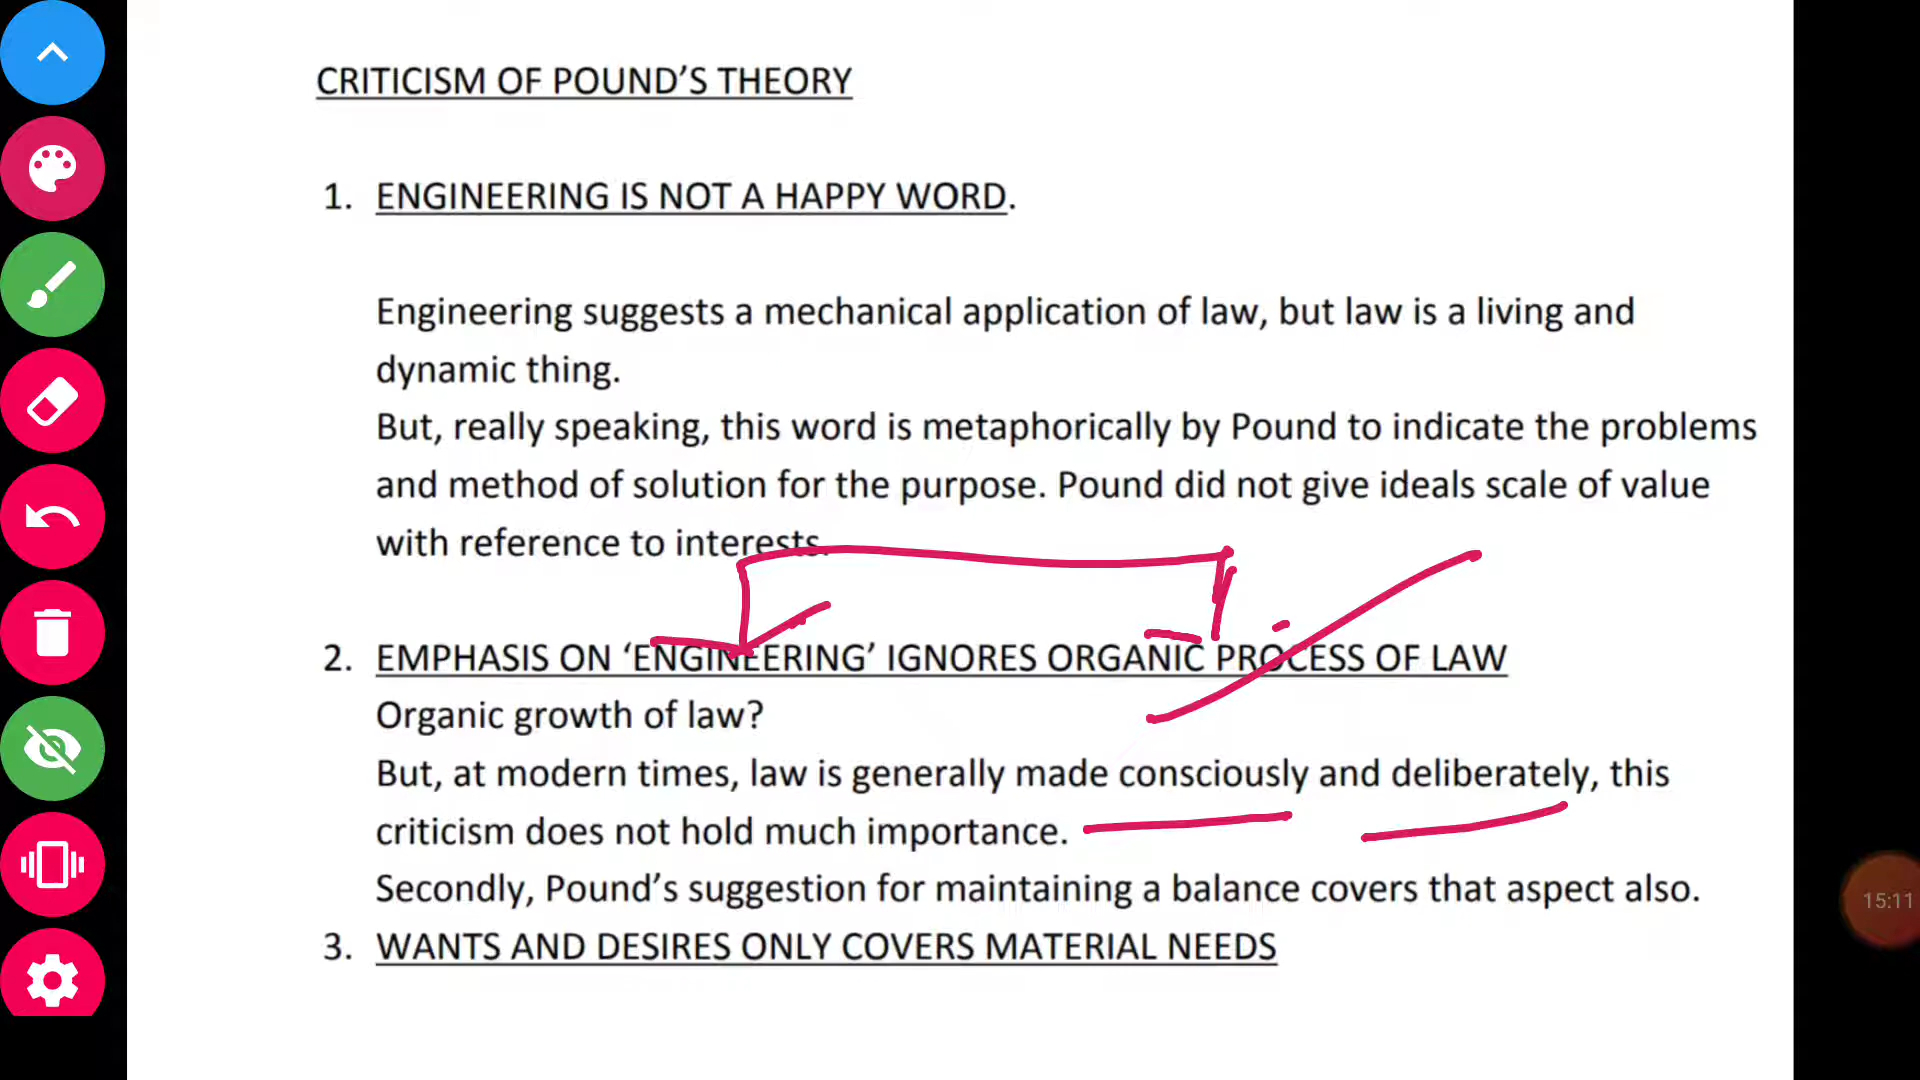 CRITICISM OF POUND’S THEORY
1. ENGINEERING IS NOT A HAPPY WORD.
Engineering suggests a mechanical application of law, but law is a living and
dynamic thing.
But, really speaking, this word is metaphorically by Pound to indicate the problems
and method of solution for the purpose. Pound did not give ideals scale of value
with reference to interests.
2. EMPHASIS ON ‘ENGINEERING’ IGNORES ORGANIC PROCESS OF LAW
Organic growth of law?
But, at modern times, law is generally made consciously and deliberately, this
criticism does not hold much importance.
Secondly, Pound’s suggestion for maintaining a balance covers that aspect also.
15:11
3. WANTS AND DESIRES ONLY COVERS MATERIAL NEEDS